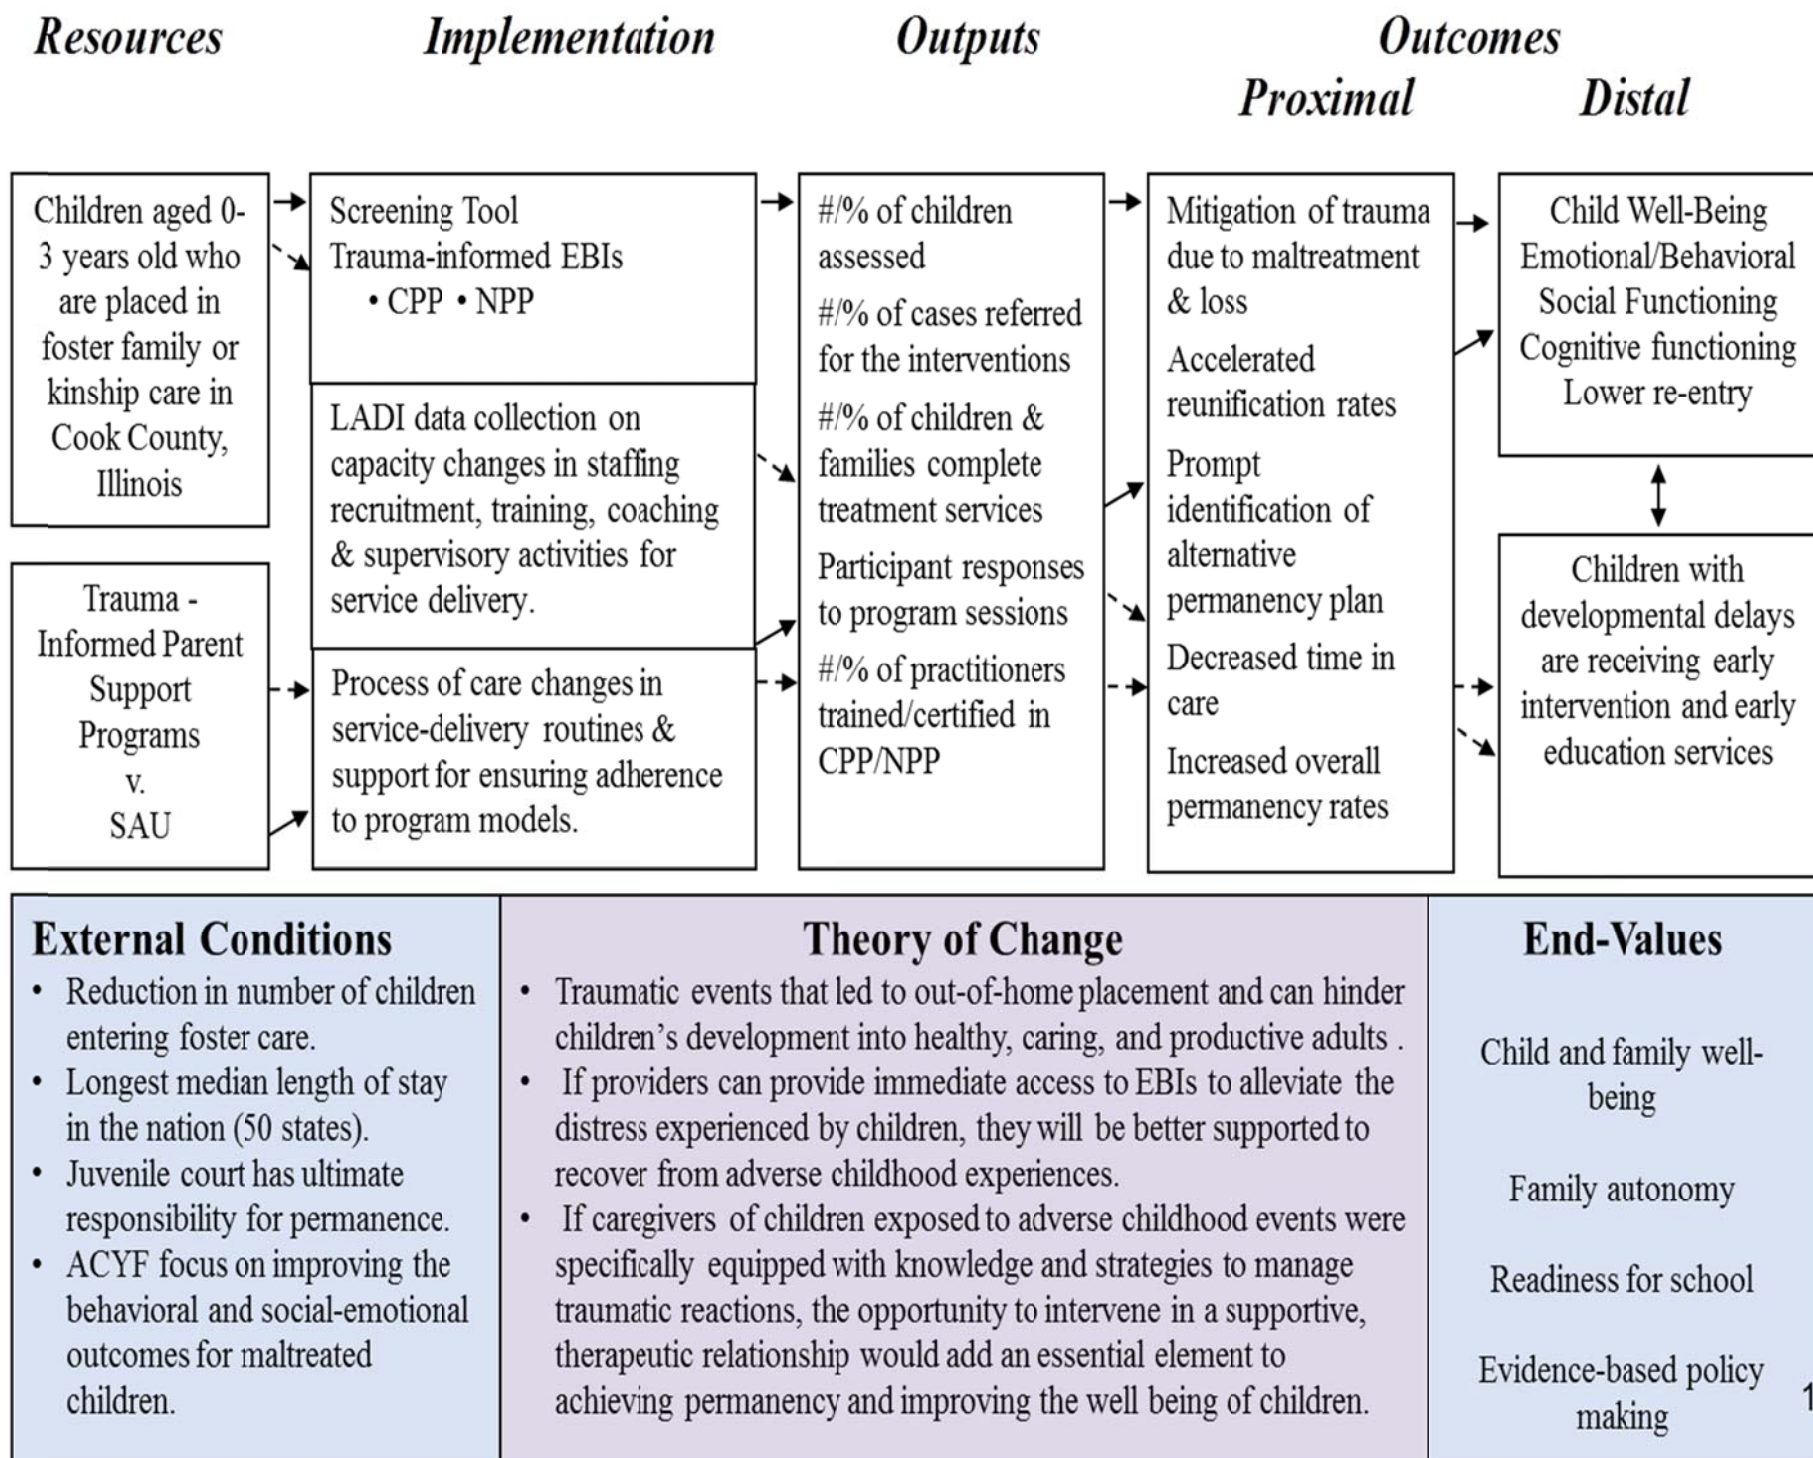 Resources
Implementation
Outputs
Outcomes
Proximal
Distal
Children aged 0-
3 years old who
are placed in
foster family or
kinship care in
Cook County,
Illinois
Trauma -
Informed Parent
Support
Programs
v.
SAU
Screening Tool
Trauma-informed EBIs
• CPP • NPP
LADI data collection on
capacity changes in staffing
recruitment, training, coaching
& supervisory activities for
service delivery.
Process of care changes in
service-delivery routines &
support for ensuring adherence
to program models.
#/% of children
assessed
#/% of cases referred
for the interventions
#/% of children &
families complete
treatment services
Participant responses
to program sessions
#/% of practitioners
trained/certified in
CPP/NPP
Mitigation of trauma
due to maltreatment
& loss
Accelerated
reunification rates
Prompt
identification of
alternative
permanency plan
Decreased time in
care
Increased overall
permanency rates
Child Well-Being
Emotional/Behavioral
Social Functioning
Cognitive functioning
Lower re-entry
Children with
developmental delays
are receiving early
intervention and early
education services
External Conditions
• Reduction in number of children
entering foster care.
• Longest median length of stay
in the nation (50 states).
• Juvenile court has ultimate
responsibility for permanence.
• ACYF focus on improving the
behavioral and social-emotional
outcomes for maltreated
children.
Theory of Change
• Traumatic events that led to out-of-home placement and can hinder
children's development into healthy, caring, and productive adults .
• If providers can provide immediate access to EBIs to alleviate the
distress experienced by children, they will be better supported to
recover from adverse childhood experiences.
• If caregivers of children exposed to adverse childhood events were
specifically equipped with knowledge and strategies to manage
traumatic reactions, the opportunity to intervene in a supportive,
therapeutic relationship would add an essential element to
achieving permanency and improving the well being of children.
End-Values
Child and family well-
being
Family autonomy
Readiness for school
Evidence-based policy
making
1